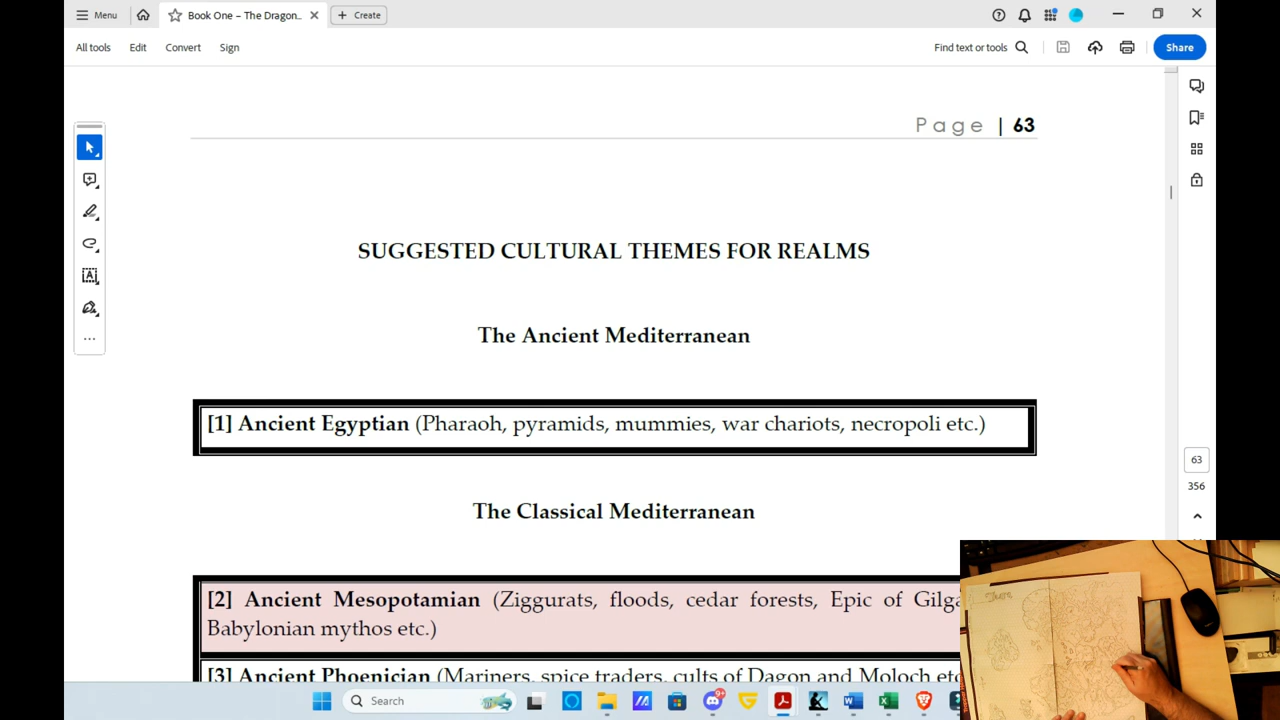 Menu
Book One – The Dragon...
Create
All tools
Edit
Convert
Sign
Find text or tools
Share
Page | 63
SUGGESTED CULTURAL THEMES FOR REALMS
The Ancient Mediterranean
[1] Ancient Egyptian (Pharaoh, pyramids, mummies, war chariots, necropoli etc.)
The Classical Mediterranean
[2] Ancient Mesopotamian (Ziggurats, floods, cedar forests, Epic of
Babylonian mythos etc.)
[3] Ancient Phoenician (Mariners, spice traders, cults of Dagon and Moloch etc
63
356
Search
9+